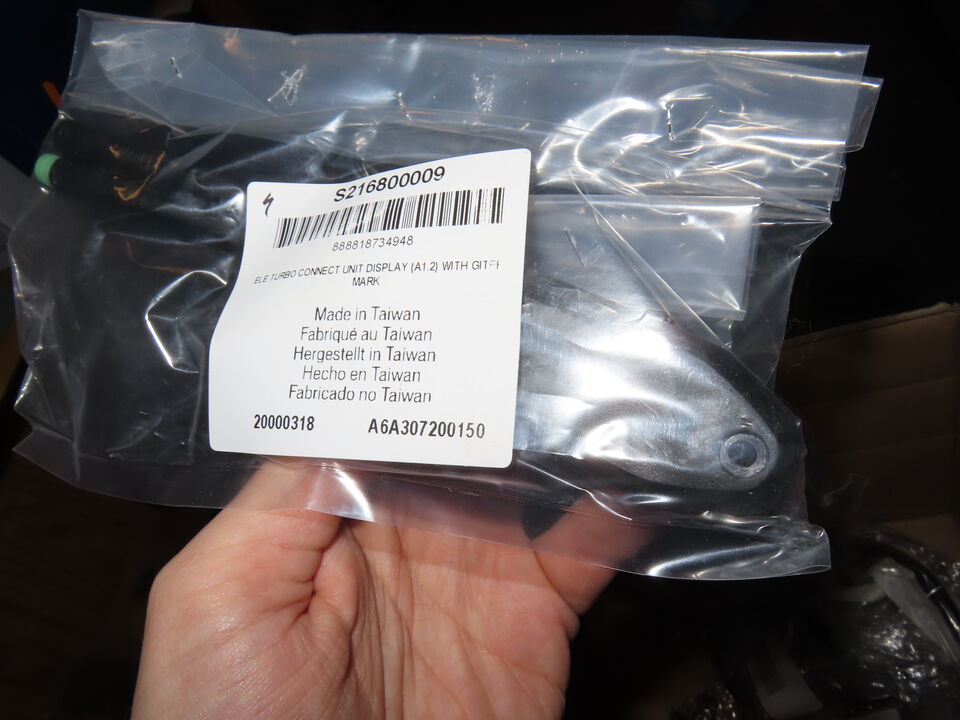 S216800009
888818734948
ELE TURBO CONNECT UNIT DISPLAY (A1.2) WITH
MARK
Made in Taiwan
Fabriqué au Taiwan
Hergestellt in Taiwan
Hecho en Taiwan
Fabricado no Taiwan
20000318 A6A307200150